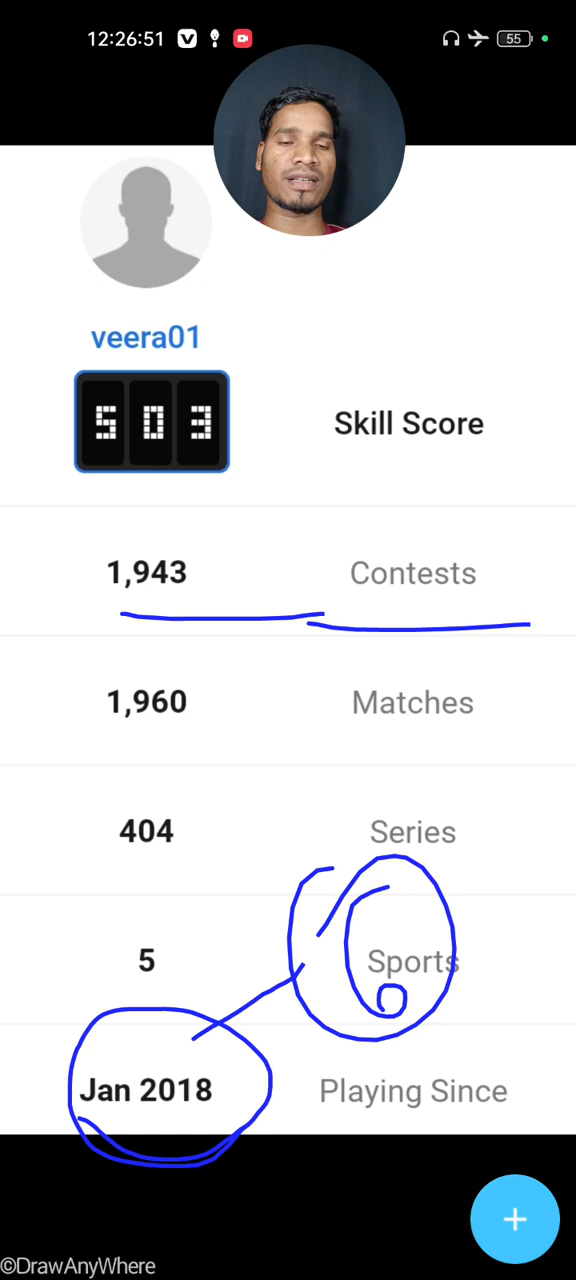 12:26:51 55
veera01
503 Skill Score
1,943 Contests
1,960 Matches
404 Series
5 Sports
Jan 2018 Playing Since
+
©DrawAnyWhere